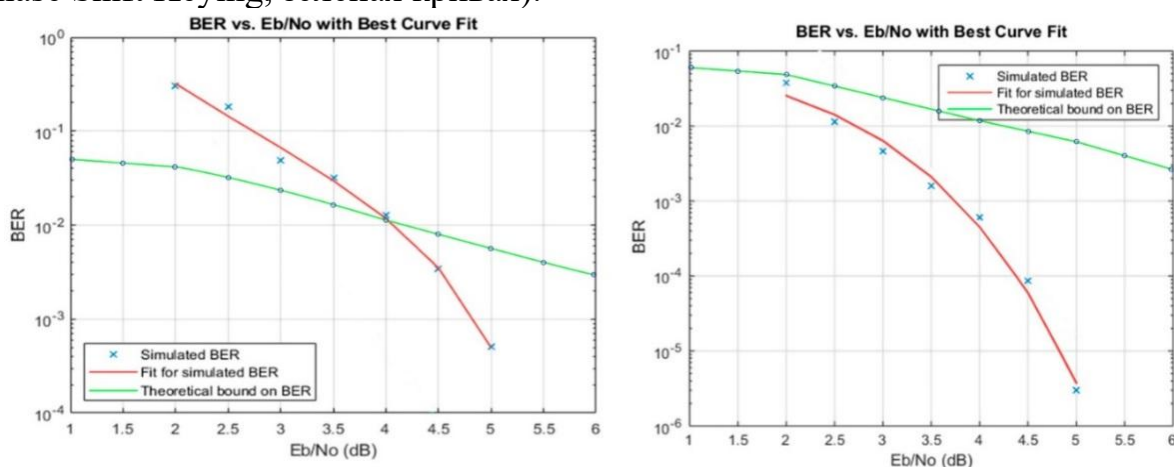 hase Shift Keying, зеленая кривая).
BER vs. Eb/No with Best Curve Fit
10^0
10^-1
10^-2
10^-3
10^-4
BER
Simulated BER
Fit for simulated BER
Theoretical bound on BER
1 1.5 2 2.5 3 3.5 4 4.5 5 5.5 6
Eb/No (dB)
BER vs. Eb/No with Best Curve Fit
10^-1
10^-2
10^-3
10^-4
10^-5
10^-6
BER
Simulated BER
Fit for simulated BER
Theoretical bound on BER
1 1.5 2 2.5 3 3.5 4 4.5 5 5.5 6
Eb/No (dB)